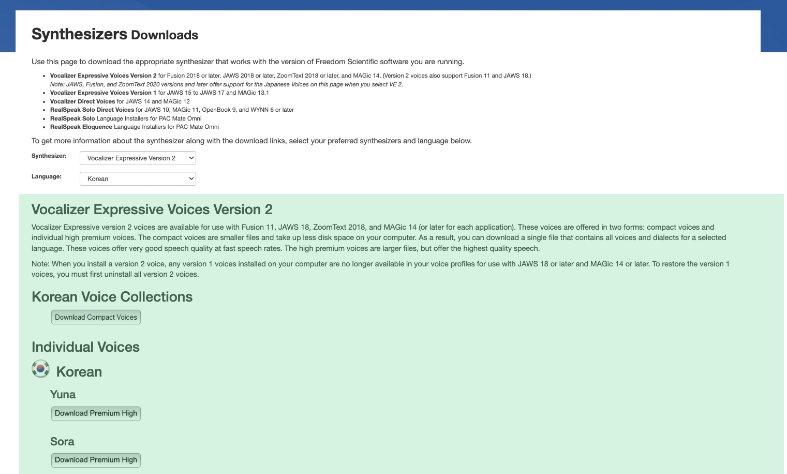 Synthesizers Downloads
Use this page to download the appropriate synthesizer that works with the version of Freedom Scientific software you are running.
Vocalizer Expressive Voices Version 2 for Fusion 2018 or later, JAWS 2018 or later, ZoomText 2018 or later, and MAGic 14. (Version 2 voices also support Fusion 11 and JAWS 18.)
Note: JAWS, Fusion, and ZoomText 2020 versions and later offer support for the Japanese Voices on this page when you select VE 2.
Vocalizer Expressive Voices Version 1 for JAWS 15 to JAWS 17 and MAGic 13.1
Vocalizer Direct Voices for JAWS 14 and MAGic 12
RealSpeak Solo Direct Voices for JAWS 10, MAGic 11, OpenBook 9, and WYNN 6 or later
RealSpeak Solo Language Installers for PAC Mate Omni
RealSpeak Eloquence Language Installers for PAC Mate Omni
To get more information about the synthesizer along with the download links, select your preferred synthesizers and language below.
Synthesizer: Vocalizer Expressive Version 2
Language: Korean
Vocalizer Expressive Voices Version 2
Vocalizer Expressive version 2 voices are available for use with Fusion 11, JAWS 18, ZoomText 2018, and MAGic 14 (or later for each application). These voices are offered in two forms: compact voices and
individual high premium voices. The compact voices are smaller files and take up less disk space on your computer. As a result, you can download a single file that contains all voices and dialects for a selected
language. These voices offer very good speech quality at fast speech rates. The high premium voices are larger files, but offer the highest quality speech.
Note: When you install a version 2 voice, any version 1 voices installed on your computer are no longer available in your voice profiles for use with JAWS 18 or later and MAGic 14 or later. To restore the version 1
voices, you must first uninstall all version 2 voices.
Korean Voice Collections
Download Compact Voices
Individual Voices
Korean
Yuna
Download Premium High
Sora
Download Premium High